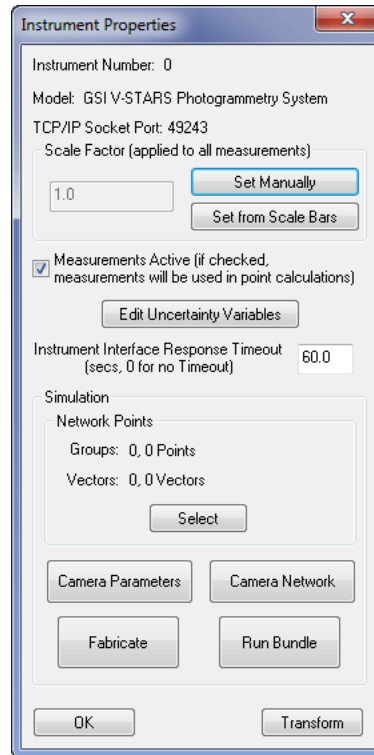 Instrument Properties
Instrument Number: 0
Model: GSI V-STARS Photogrammetry System
TCP/IP Socket Port: 49243
Scale Factor (applied to all measurements)
1.0
Set Manually
Set from Scale Bars
Measurements Active (if checked,
measurements will be used in point calculations)
Edit Uncertainty Variables
Instrument Interface Response Timeout
(secs, 0 for no Timeout)
60.0
Simulation
Network Points
Groups: 0, 0 Points
Vectors: 0, 0 Vectors
Select
Camera Parameters
Camera Network
Fabricate
Run Bundle
OK
Transform